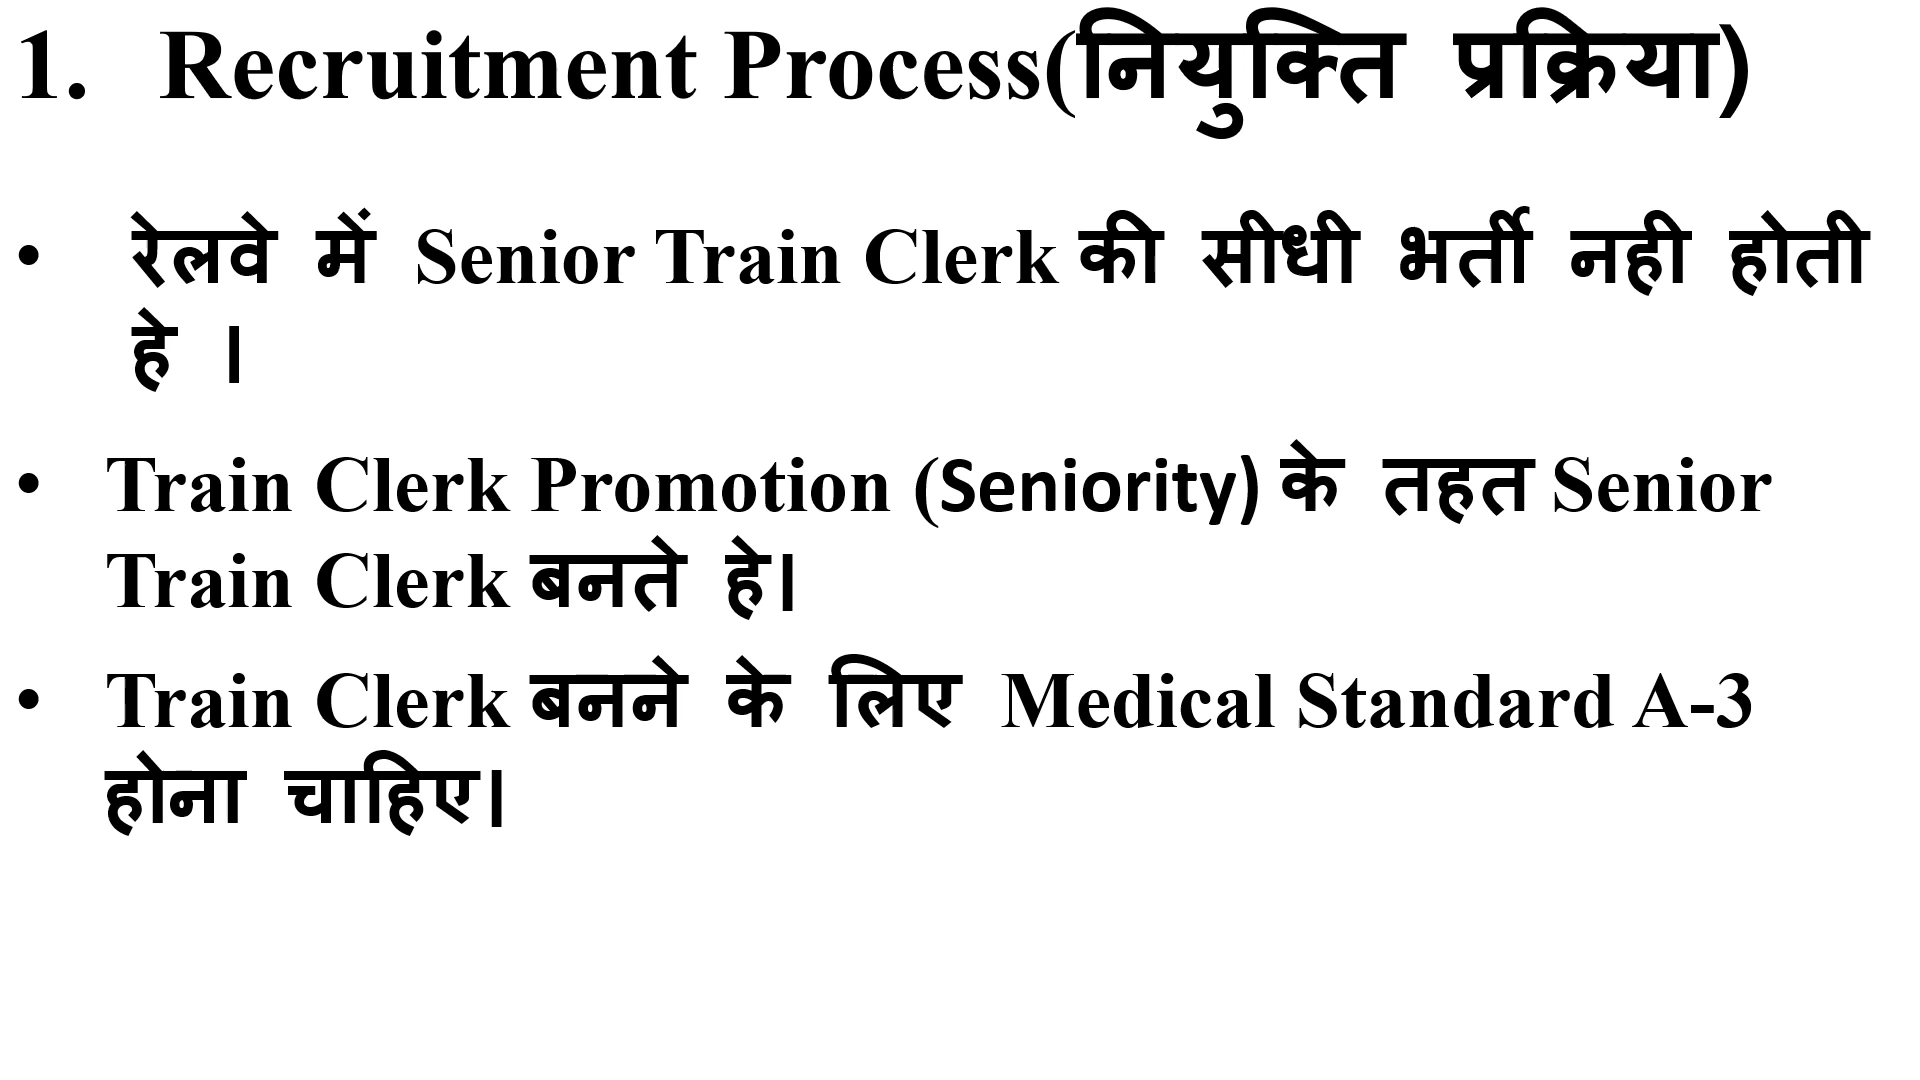 1. Recruitment Process(नियुक्ति प्रक्रिया)
• रेलवे में Senior Train Clerk की सीधी भर्ती नही होती
हे ।
• Train Clerk Promotion (Seniority) के तहत Senior
Train Clerk बनते हे।
• Train Clerk बनने के लिए Medical Standard A-3
होना चाहिए।